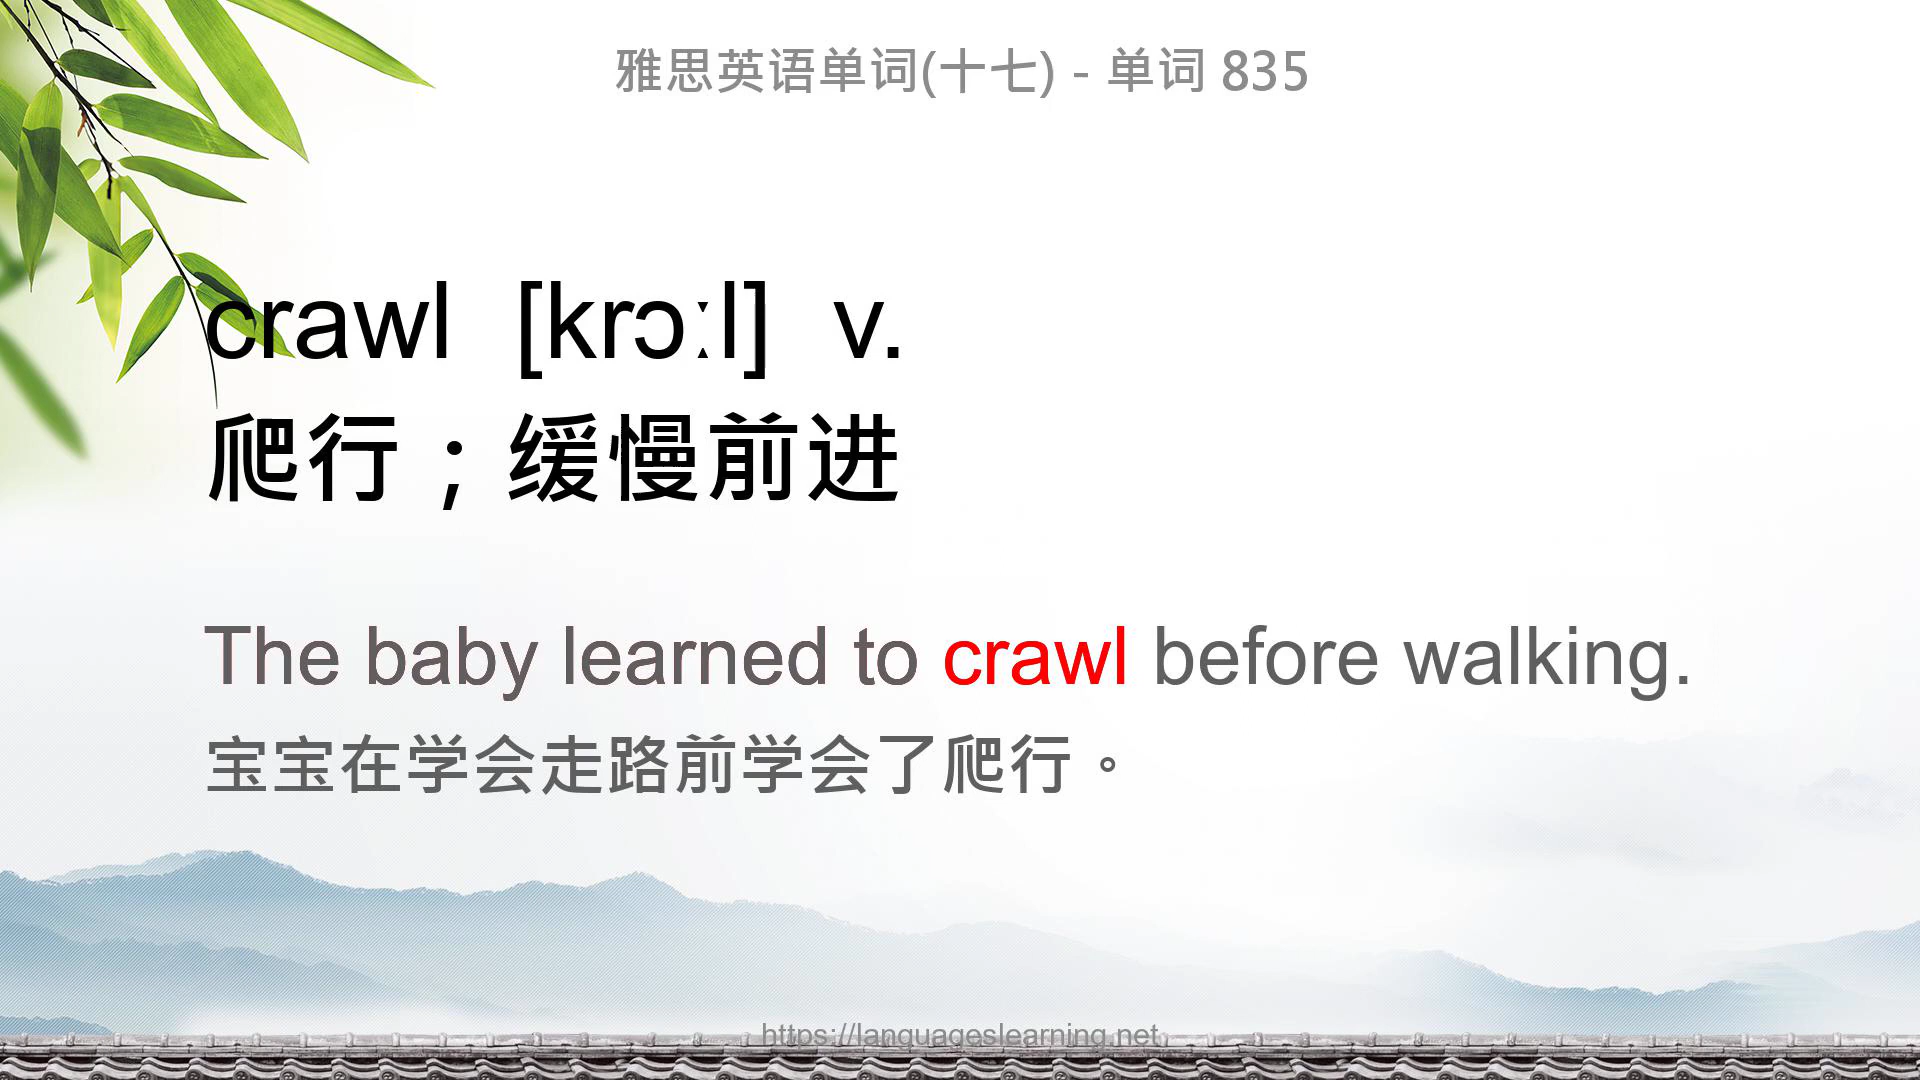 雅思英语单词(十七) - 单词 835
crawl [krɔːl] v.
爬行；缓慢前进
The baby learned to crawl before walking.
宝宝在学会走路前学会了爬行。
https://languageslearning.net